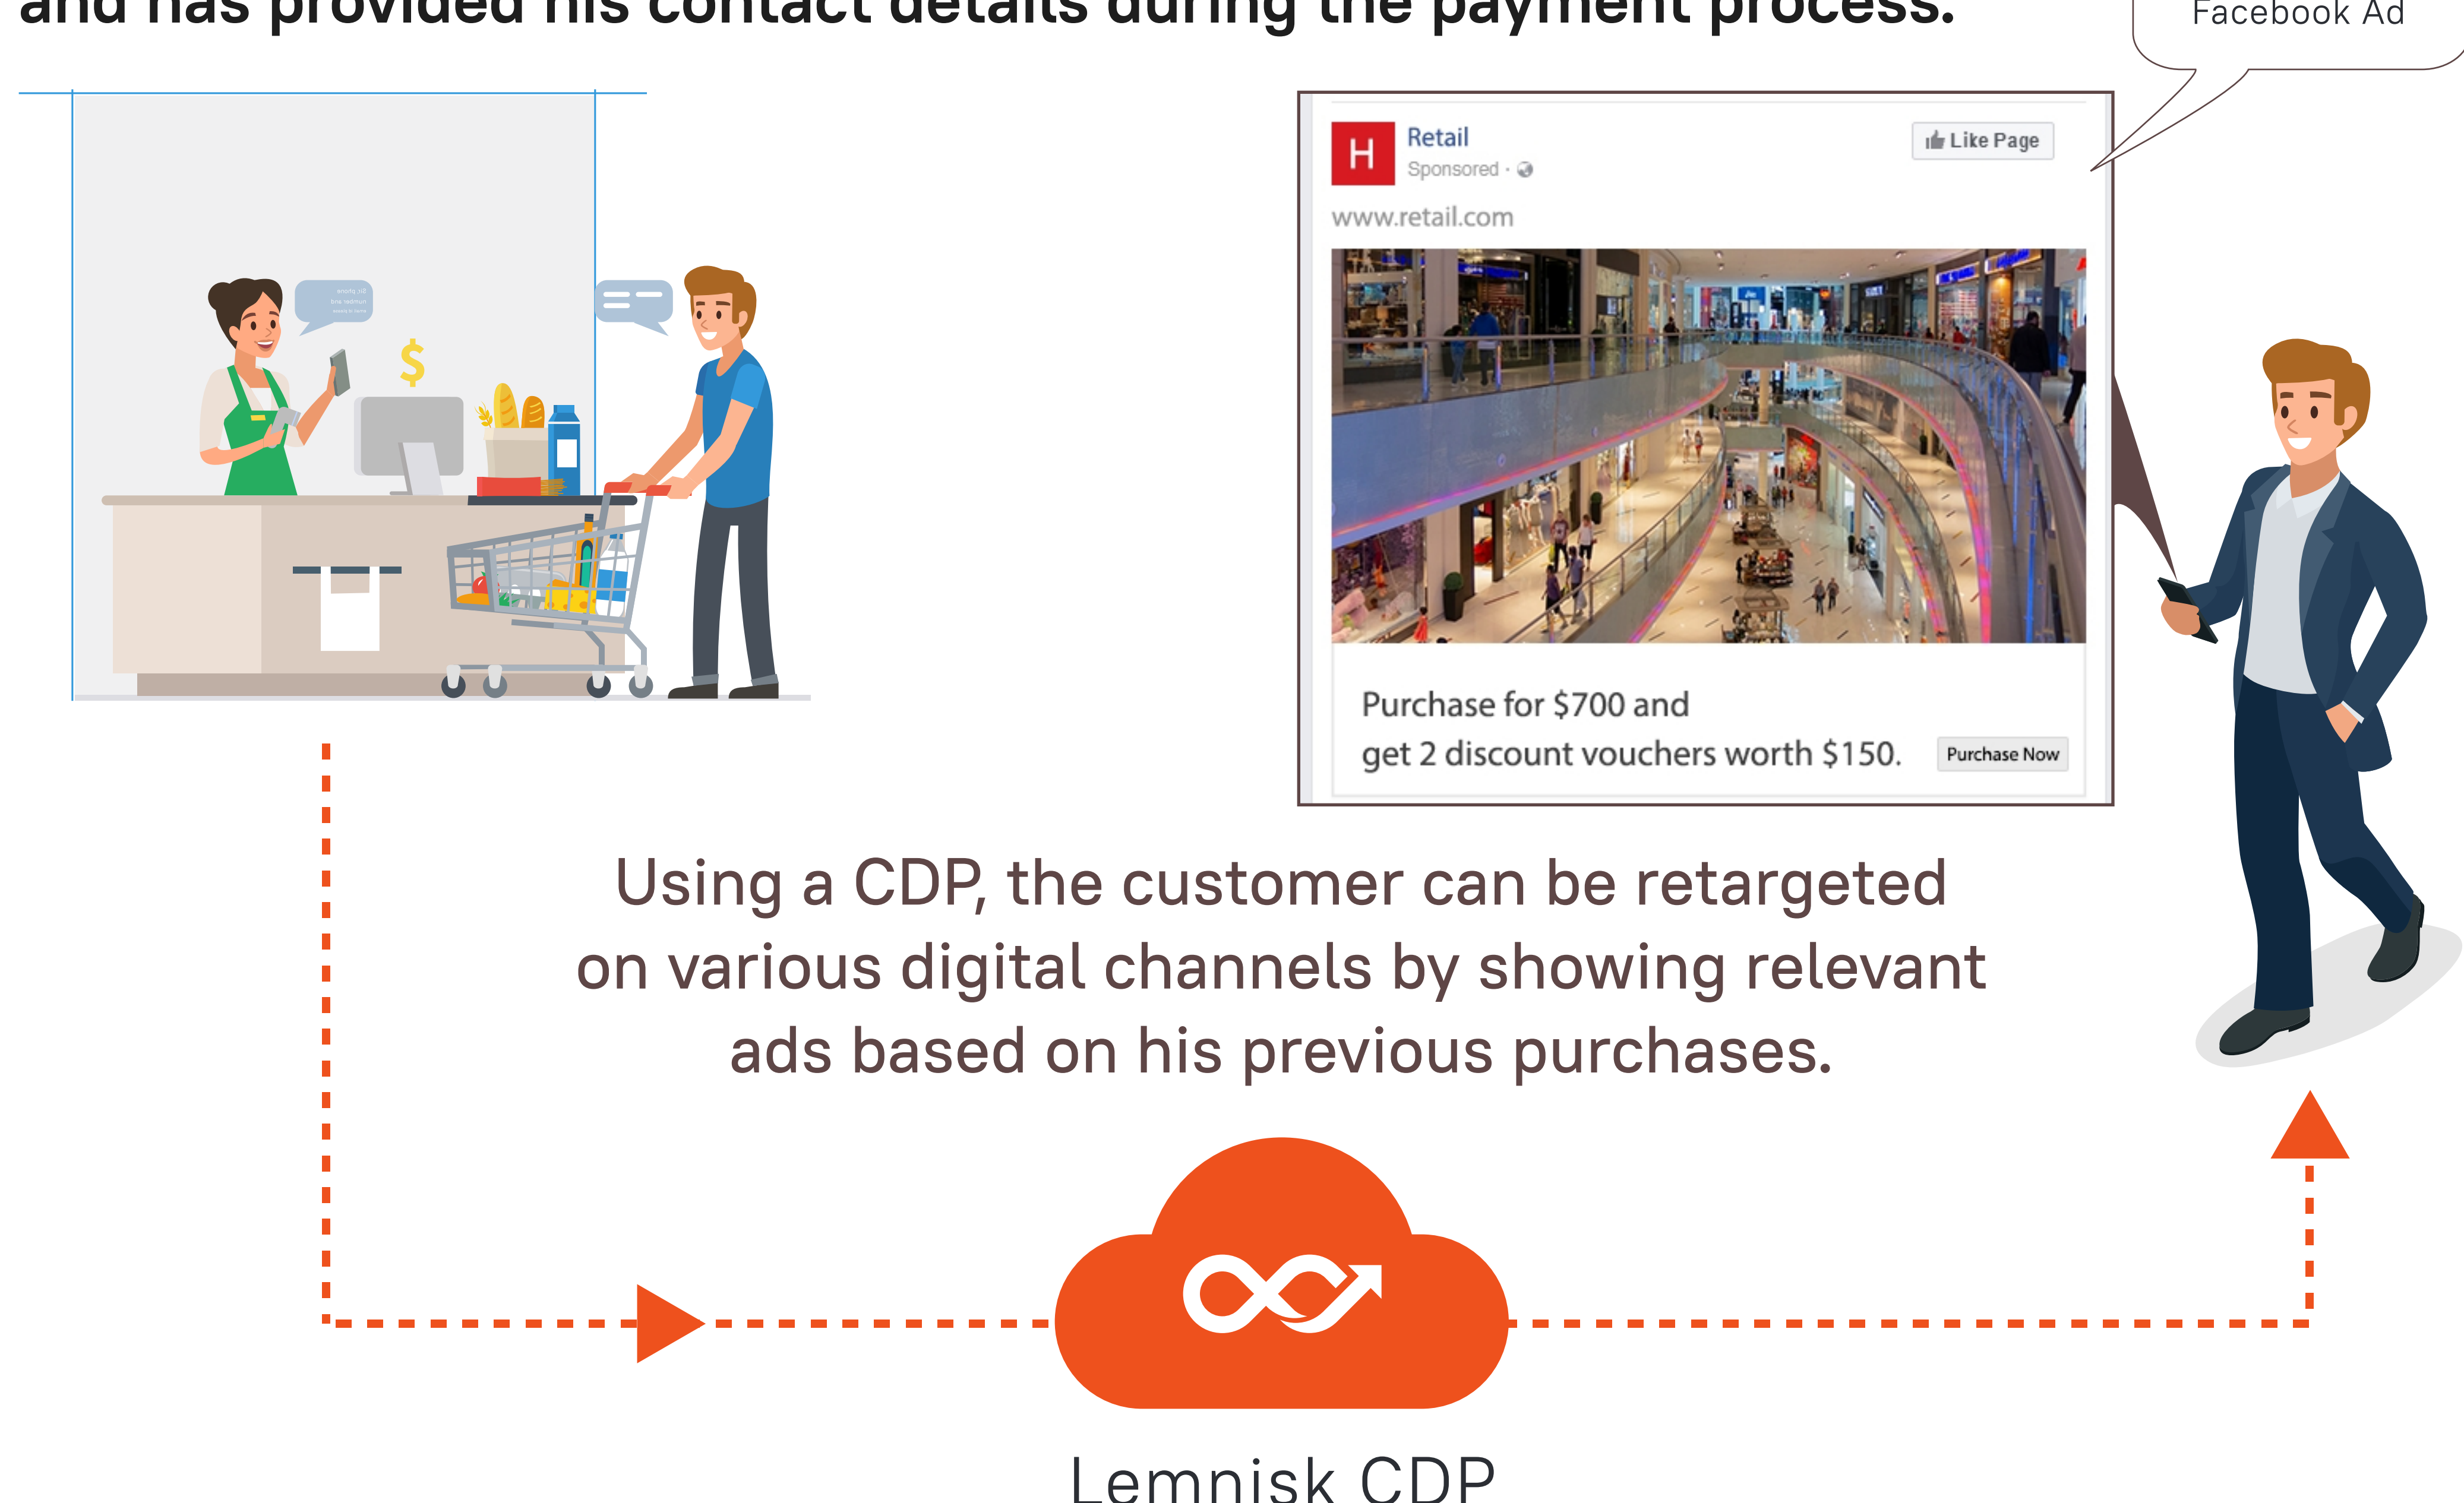 and has provided his contact details during the payment process.
Facebook Ad
H
Retail
Like Page
Sponsored ·
www.retail.com
$
Purchase for $700 and
get 2 discount vouchers worth $150.
Purchase Now
Using a CDP, the customer can be retargeted
on various digital channels by showing relevant
ads based on his previous purchases.
Lemnisk CDP